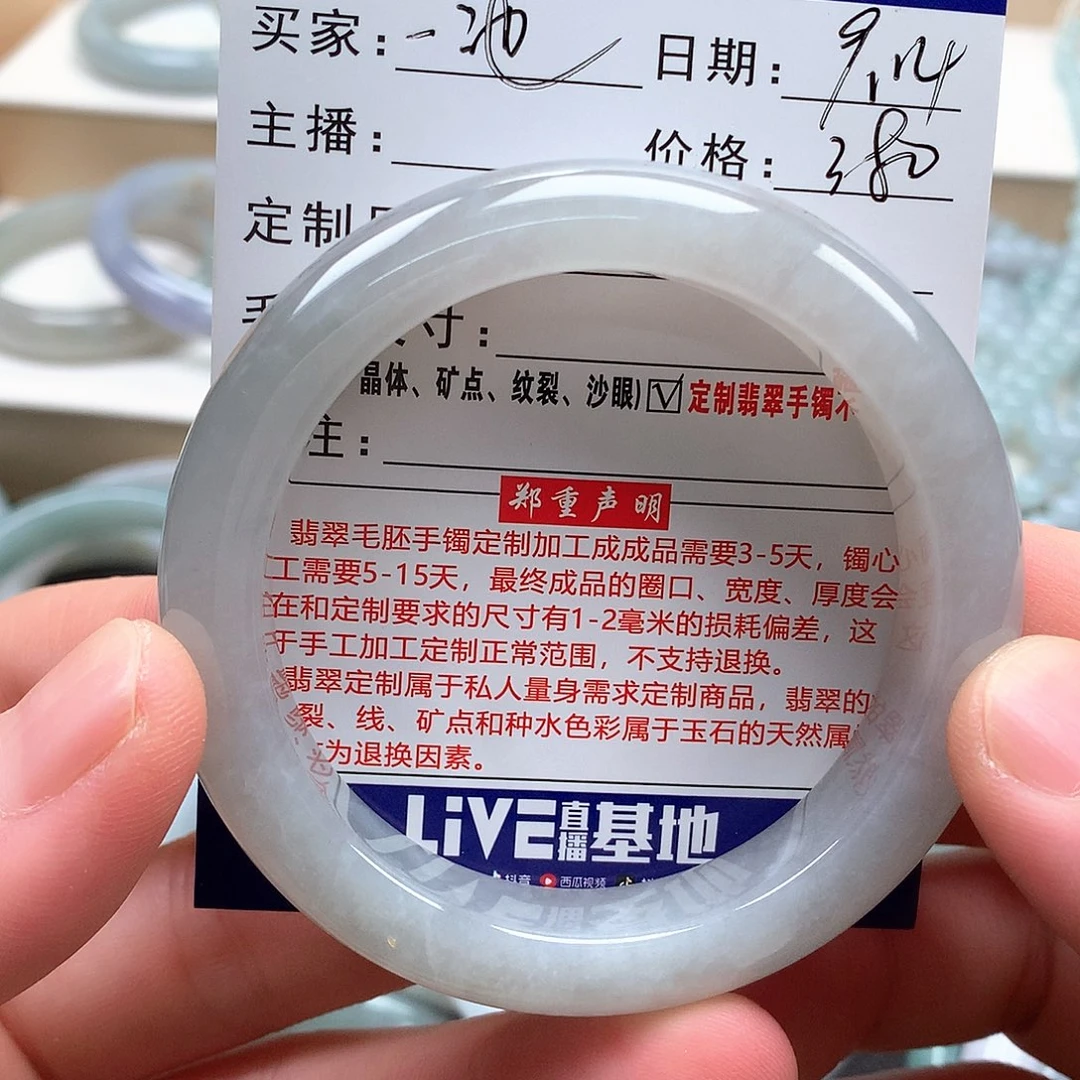 买家：一池 日期：9.14
主播： 价格：380
定制
寸：
晶体、矿点、纹裂、沙眼)☑定制翡翠手镯不
主：
郑重声明
翡翠毛胚手镯定制加工成成品需要3-5天，镯心
工需要5-15天，最终成品的圈口、宽度、厚度会
在和定制要求的尺寸有1-2毫米的损耗偏差，这
于手工加工定制正常范围，不支持退换。
翡翠定制属于私人量身需求定制商品，翡翠的
裂、线、矿点和种水色彩属于玉石的天然属
为退换因素。
LiVE直播基地
抖音 西瓜视频